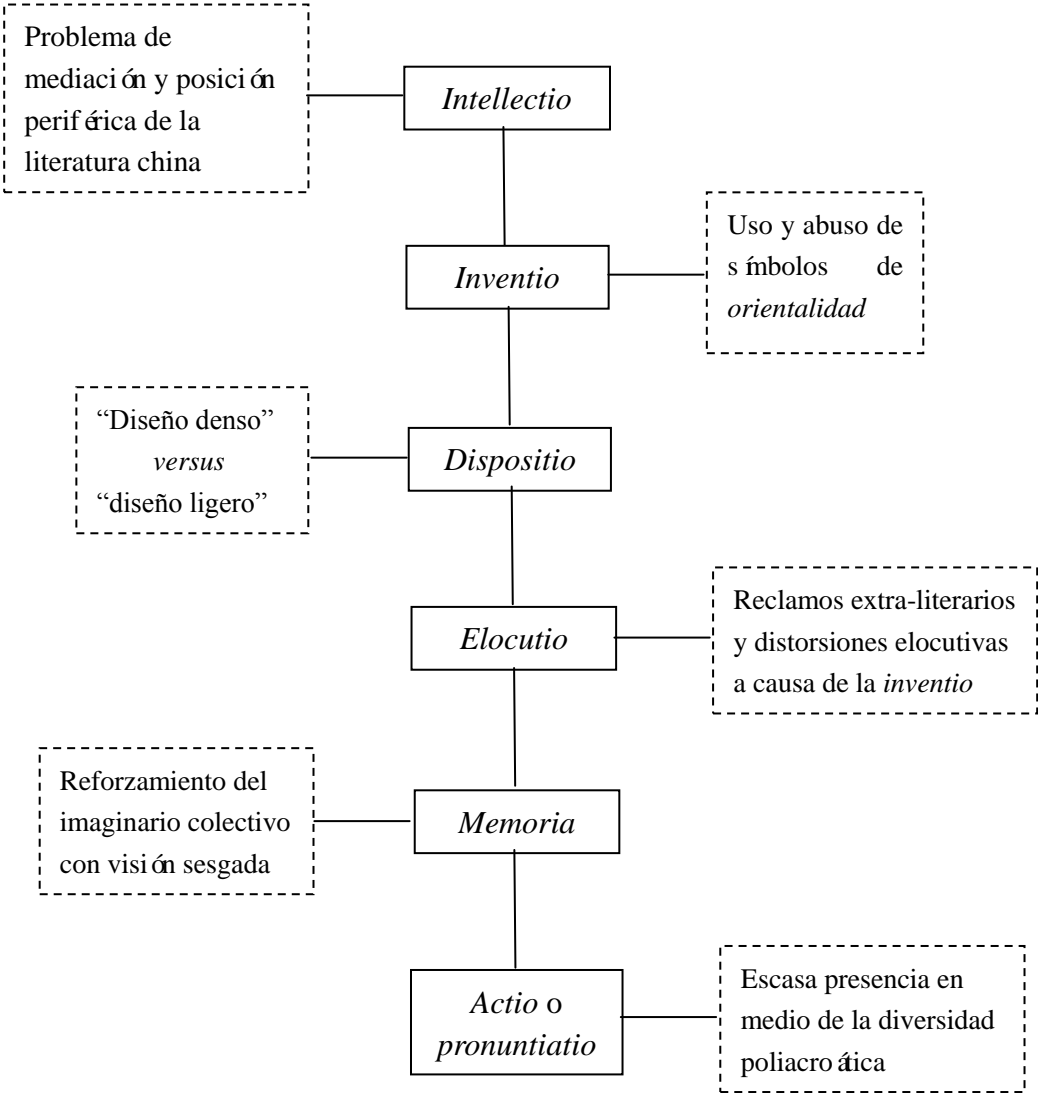 Problema de
mediación y posición
periférica de la
literatura china
Intellectio
Inventio
Uso y abuso de
símbolos de
orientalidad
“Diseño denso”
versus
“diseño ligero”
Dispositio
Elocutio
Reclamos extra-literarios
y distorsiones elocutivas
a causa de la inventio
Reforzamiento del
imaginario colectivo
con visión sesgada
Memoria
Actio o
pronuntiatio
Escasa presencia en
medio de la diversidad
poliacroática